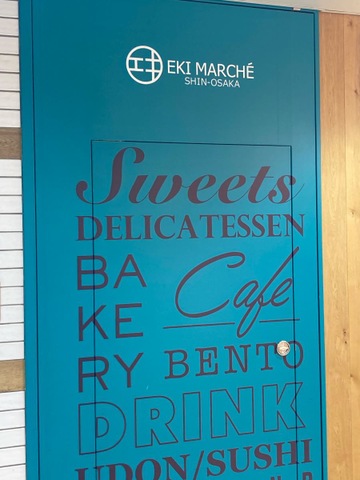 EKI MARCHÉ
SHIN-OSAKA
Sweets
DELICATESSEN
BA
KE
RY
Cafe
BENTO
DRINK
UDON/SUSHI